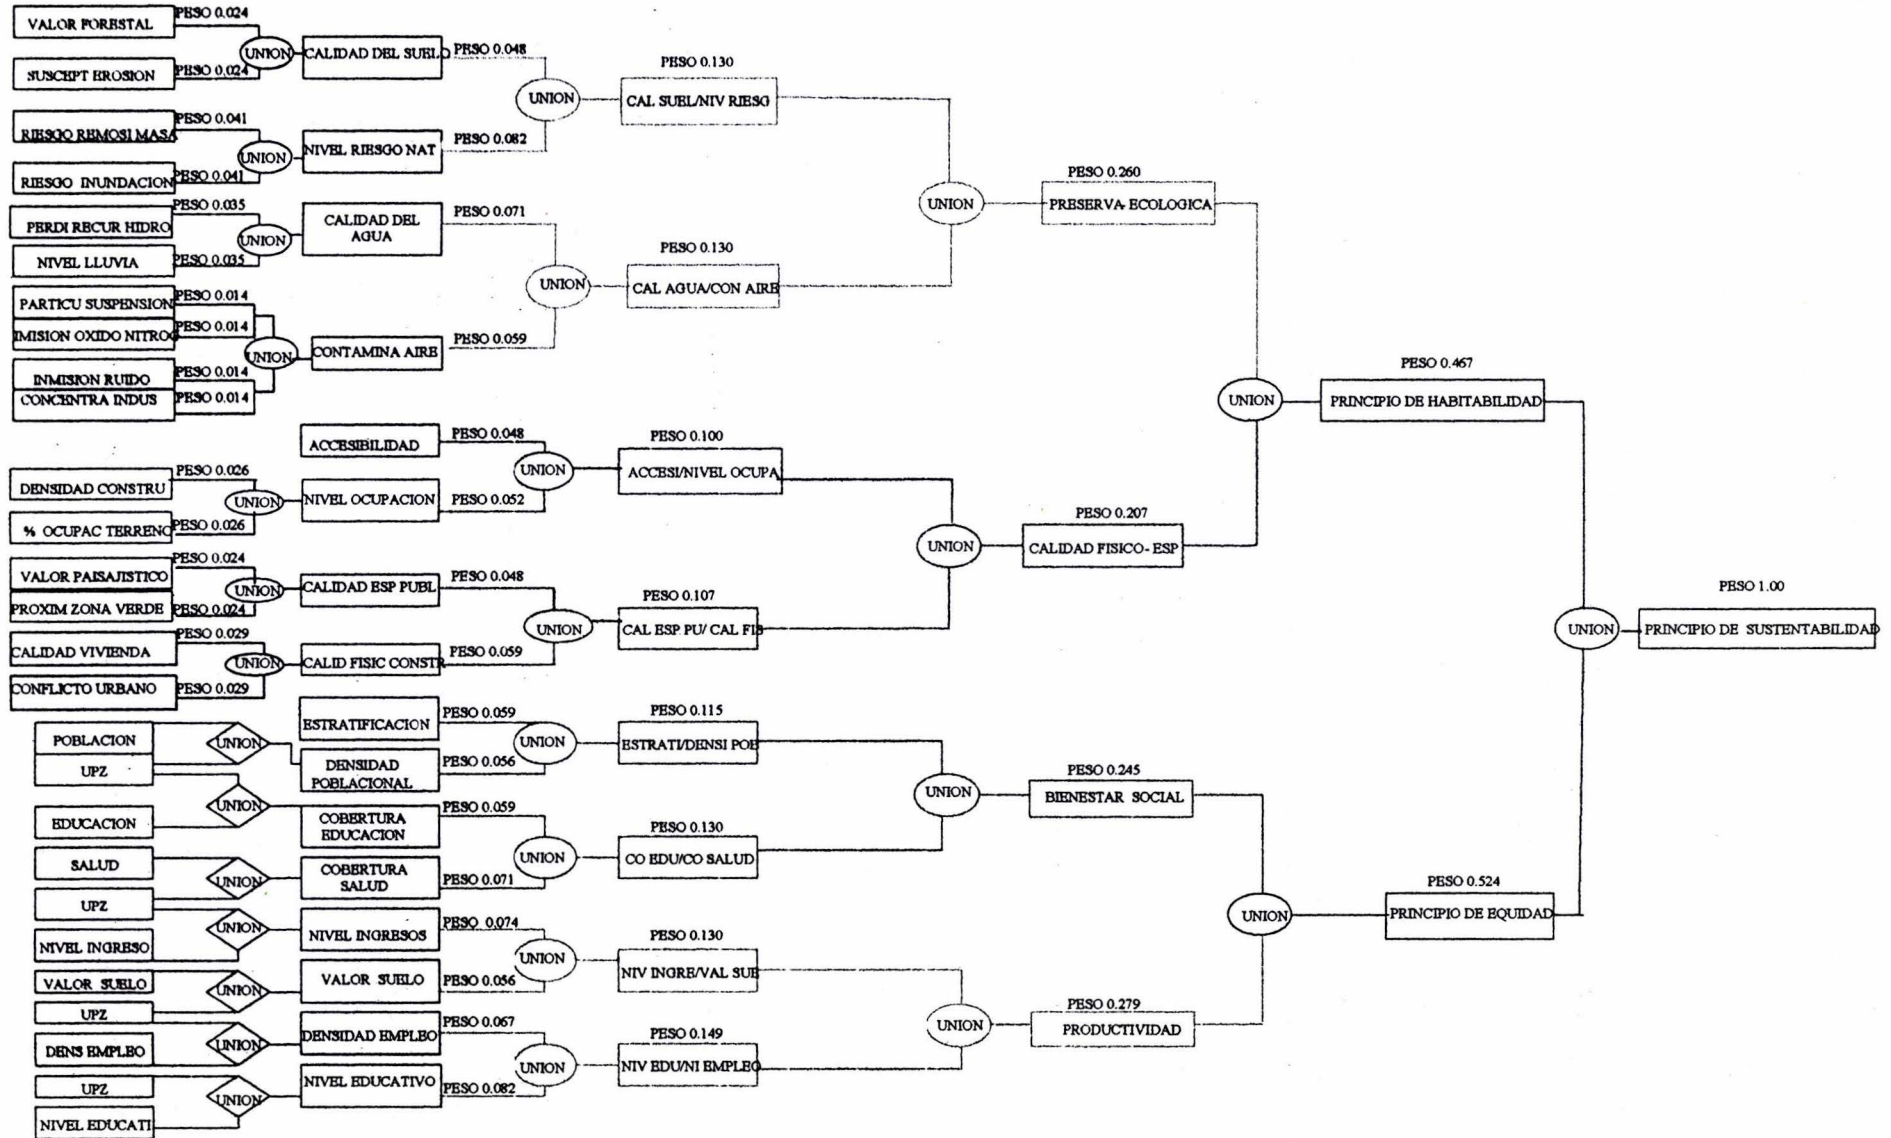 VALOR FORESTAL
PESO 0.024
SUSCEPT EROSION
PESO 0.024
UNION
CALIDAD DEL SUELO
PESO 0.048
RIESGO REMOSI MASA
PESO 0.041
RIESGO INUNDACION
PESO 0.041
UNION
NIVEL RIESGO NAT
PESO 0.082
UNION
PESO 0.130
CAL SUEL/NIV RIESG
PERDI RECUR HIDRO
PESO 0.035
NIVEL LLUVIA
PESO 0.035
UNION
CALIDAD DEL
AGUA
PESO 0.071
PARTICU SUSPENSION
PESO 0.014
IMISION OXIDO NITROG
PESO 0.014
INMISION RUIDO
PESO 0.014
CONCENTRA INDUS
PESO 0.014
UNION
CONTAMINA AIRE
PESO 0.059
UNION
PESO 0.130
CAL AGUA/CON AIRE
UNION
PESO 0.260
PRESERVA-ECOLOGICA
ACCESIBILIDAD
PESO 0.048
DENSIDAD CONSTRU
PESO 0.026
% OCUPAC TERRENO
PESO 0.026
UNION
NIVEL OCUPACION
PESO 0.052
UNION
PESO 0.100
ACCESI/NIVEL OCUPA
VALOR PAISAJISTICO
PESO 0.024
PROXIM ZONA VERDE
PESO 0.024
UNION
CALIDAD ESP PUBL
PESO 0.048
CALIDAD VIVIENDA
PESO 0.029
CONFLICTO URBANO
PESO 0.029
UNION
CALID FISIC CONSTR
PESO 0.059
UNION
PESO 0.107
CAL ESP PU/ CAL FIS
UNION
PESO 0.207
CALIDAD FISICO- ESP
UNION
PESO 0.467
PRINCIPIO DE HABITABILIDAD
ESTRATIFICACION
PESO 0.059
POBLACION
UPZ
UNION
DENSIDAD
POBLACIONAL
PESO 0.056
UNION
PESO 0.115
ESTRATI/DENSI POB
EDUCACION
UNION
COBERTURA
EDUCACION
PESO 0.059
SALUD
UPZ
UNION
COBERTURA
SALUD
PESO 0.071
UNION
PESO 0.130
CO EDU/CO SALUD
UNION
PESO 0.245
BIENESTAR SOCIAL
NIVEL INGRESO
UNION
NIVEL INGRESOS
PESO 0.074
VALOR SUELO
UPZ
UNION
VALOR SUELO
PESO 0.056
UNION
PESO 0.130
NIV INGRE/VAL SUE
DENS EMPLEO
UNION
DENSIDAD EMPLEO
PESO 0.067
UPZ
NIVEL EDUCATI
UNION
NIVEL EDUCATIVO
PESO 0.082
UNION
PESO 0.149
NIV EDU/NI EMPLEO
UNION
PESO 0.279
PRODUCTIVIDAD
UNION
PESO 0.524
PRINCIPIO DE EQUIDAD
UNION
PESO 1.00
PRINCIPIO DE SUSTENTABILIDAD